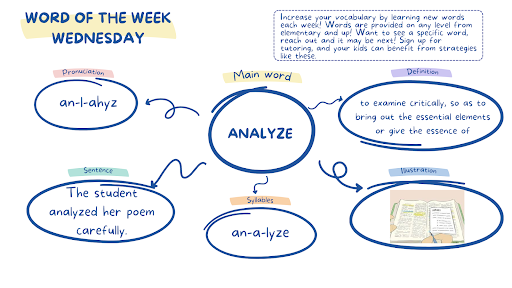 WORD OF THE WEEK
WEDNESDAY
Increase your vocabulary by learning new words
each week! Words are provided on any level from
elementary and up! Want to see a specific word,
reach out and it may be next! Sign up for
tutoring, and your kids can benefit from strategies
like these.
Pronuciation
an-l-ahyz
Main word
ANALYZE
Definition
to examine critically, so as to
bring out the essential elements
or give the essence of
Sentence
The student
analyzed her poem
carefully.
Syllables
an-a-lyze
Illustration